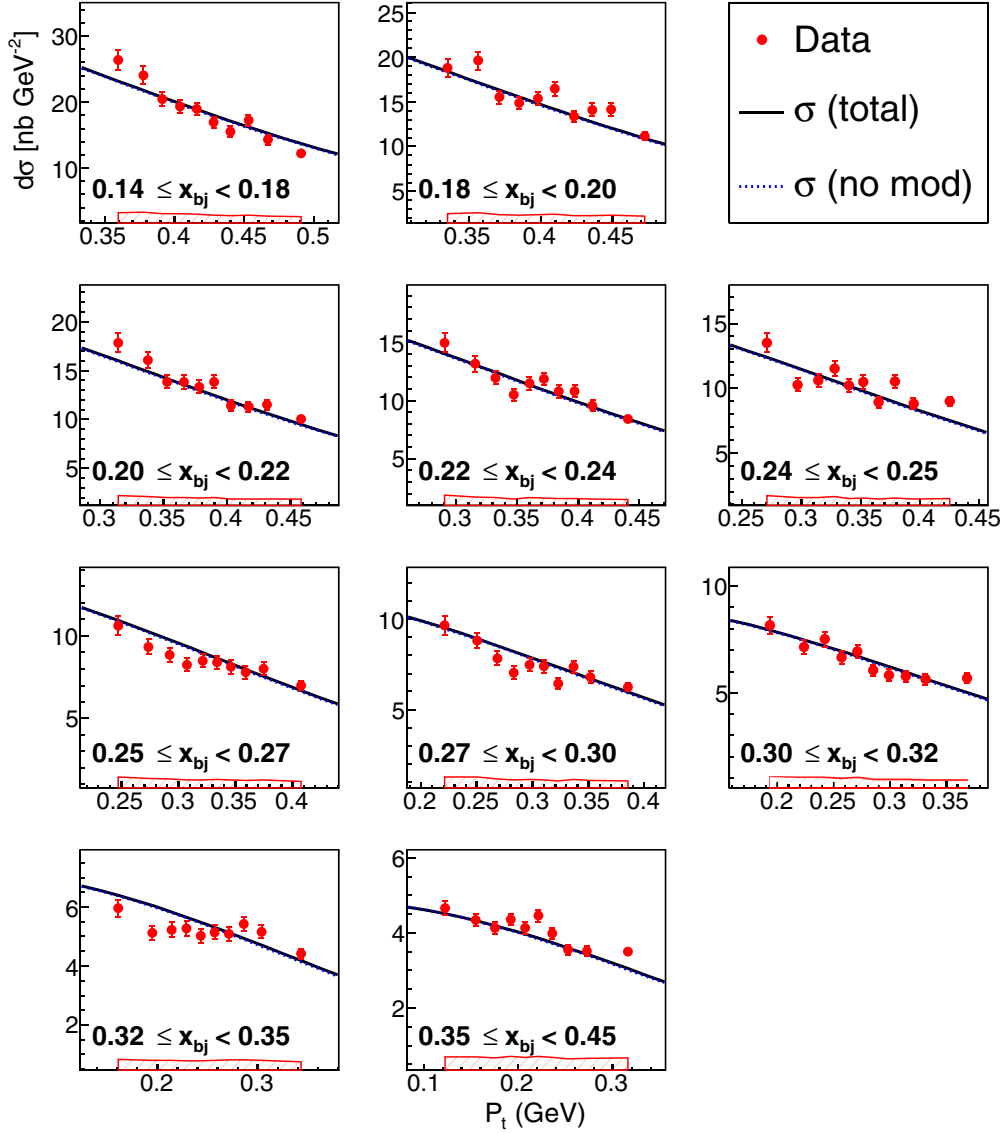 dσ [nb GeV⁻²]
30
20
10
0.14 ≤ x_bj < 0.18
0.35 0.4 0.45 0.5
25
20
15
10
5
0.18 ≤ x_bj < 0.20
0.35 0.4 0.45
Data
σ (total)
σ (no mod)
20
15
10
5
0.20 ≤ x_bj < 0.22
0.3 0.35 0.4 0.45
15
10
5
0.22 ≤ x_bj < 0.24
0.3 0.35 0.4 0.45
15
10
5
0.24 ≤ x_bj < 0.25
0.25 0.3 0.35 0.4 0.45
10
5
0.25 ≤ x_bj < 0.27
0.25 0.3 0.35 0.4
10
5
0.27 ≤ x_bj < 0.30
0.2 0.25 0.3 0.35 0.4
10
5
0.30 ≤ x_bj < 0.32
0.2 0.25 0.3 0.35
6
4
2
0.32 ≤ x_bj < 0.35
0.2 0.3
6
4
2
0.35 ≤ x_bj < 0.45
0.1 0.2 0.3
P_t (GeV)